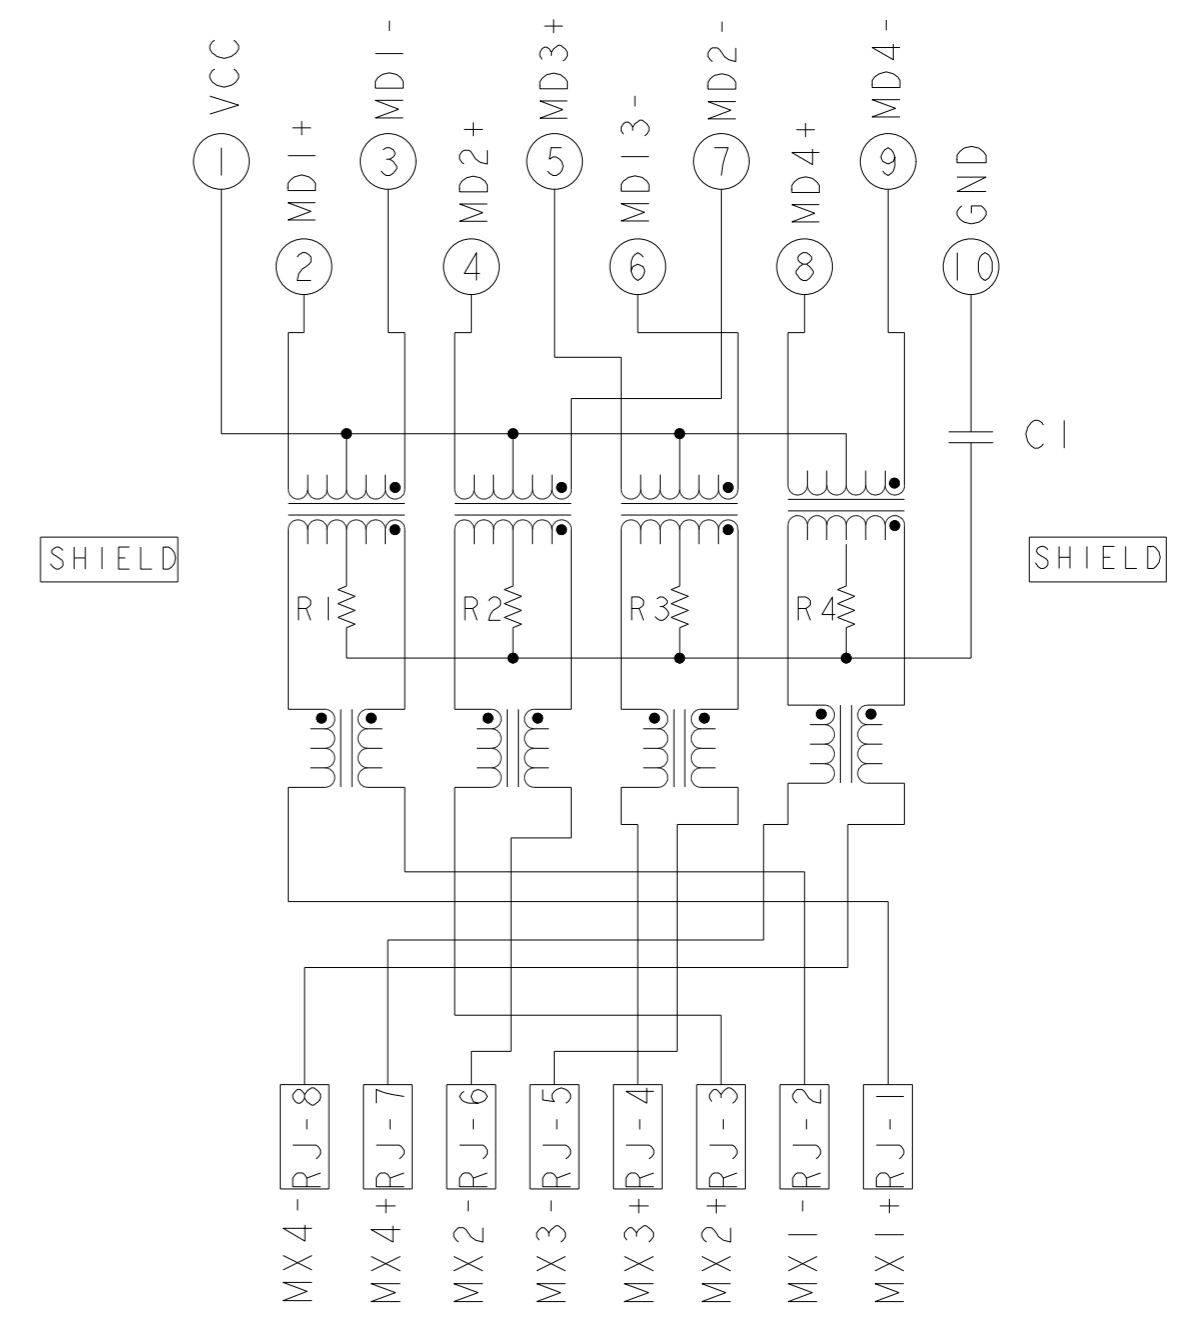 VCC
MD1+
MD1-
MD2+
MD3+
MD13-
MD2-
MD4+
MD4-
GND
1
3
5
7
9
2
4
6
8
10
C1
SHIELD
SHIELD
R1
R2
R3
R4
RJ-8
RJ-7
RJ-6
RJ-5
RJ-4
RJ-3
RJ-2
RJ-1
MX4-
MX4+
MX2-
MX3-
MX3+
MX2+
MX1-
MX1+